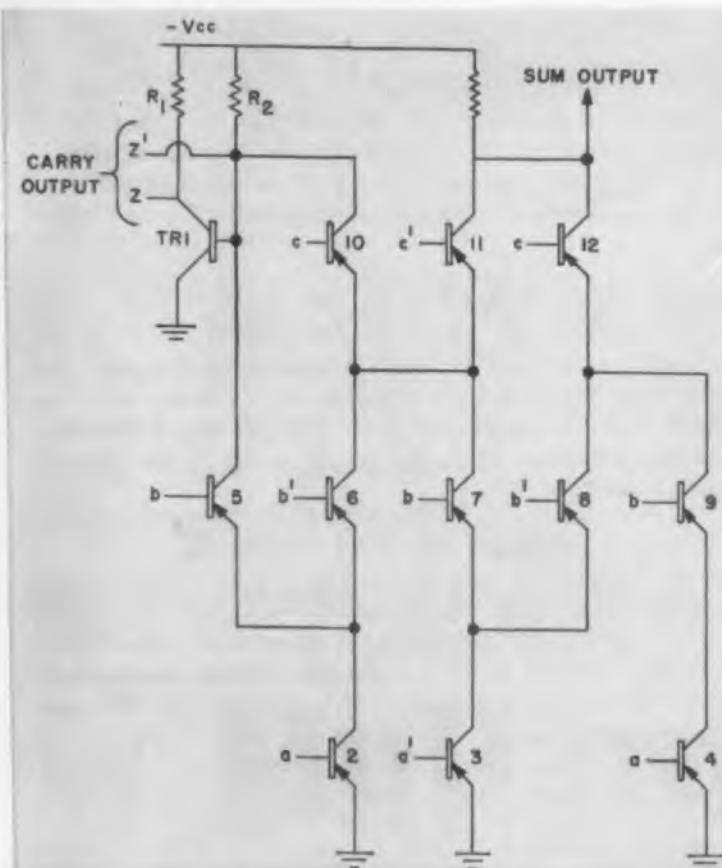 -Vcc
SUM OUTPUT
R1
R2
Z'
CARRY
OUTPUT
Z
TR1
c
10
c'
11
c
12
b
5
b'
6
b
7
b'
8
b
9
a
2
a'
3
a
4